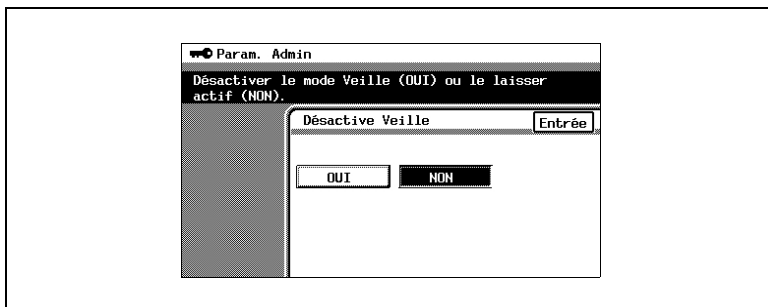 Param. Admin
Désactiver le mode Veille (OUI) ou le laisser
actif (NON).
Désactive Veille
Entrée
OUI
NON